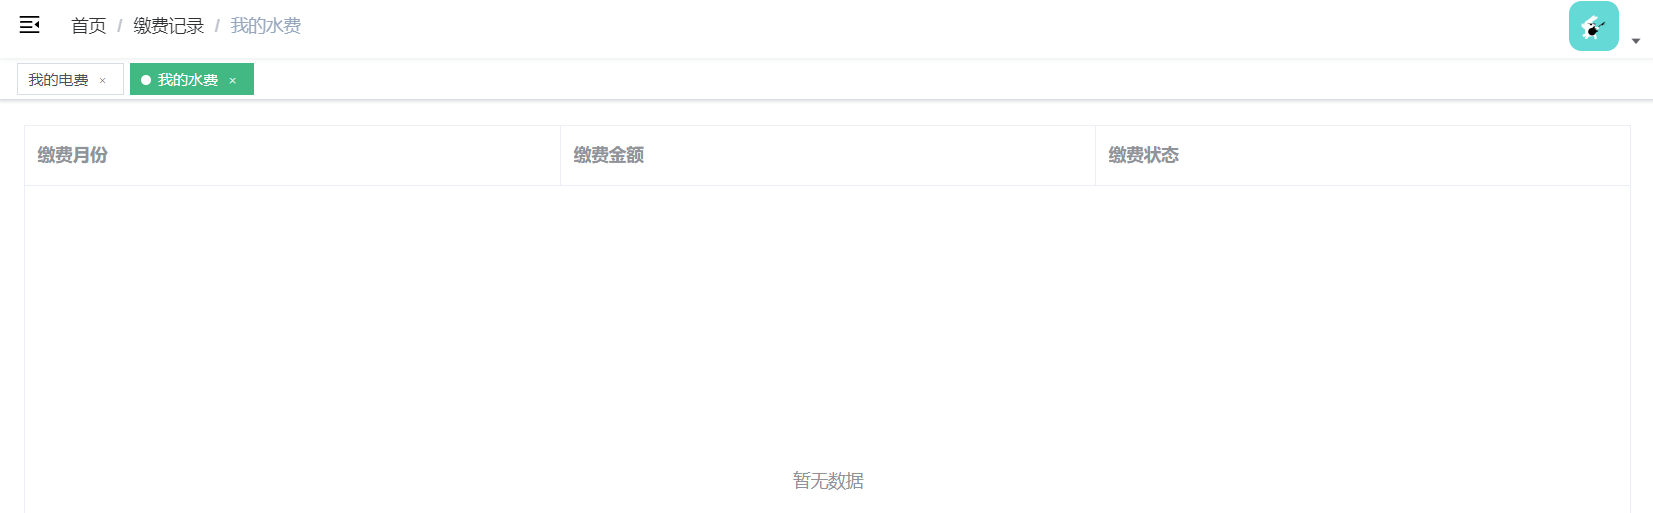 首页 / 缴费记录 / 我的水费
我的电费 × 我的水费 ×
缴费月份 缴费金额 缴费状态
暂无数据